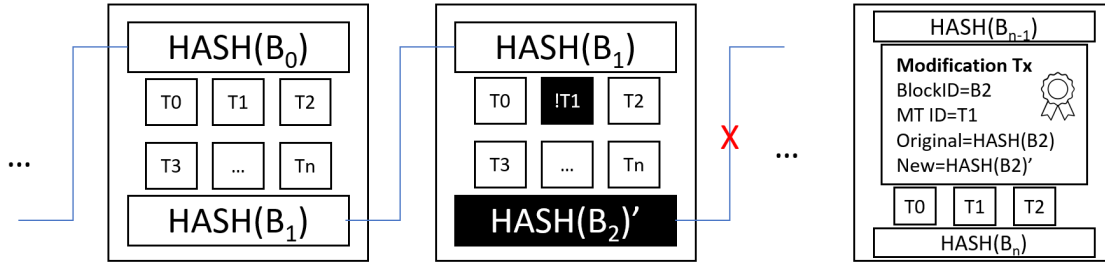 HASH(B0)
T0 T1 T2
...
T3 ... Tn
HASH(B1)
HASH(B1)
T0 !T1 T2
T3 ... Tn
HASH(B2)’
X
...
HASH(Bn-1)
Modification Tx
BlockID=B2
MT ID=T1
Original=HASH(B2)
New=HASH(B2)’
T0 T1 T2
HASH(Bn)